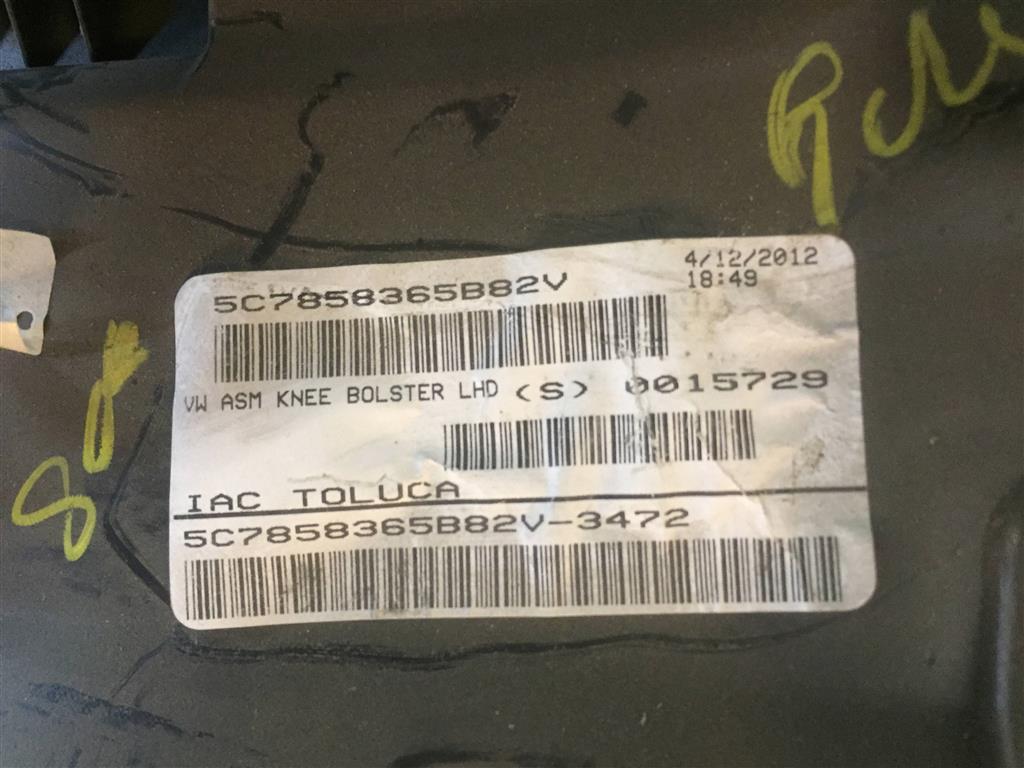 5C7858365B82V
4/12/2012
18:49
VW ASM KNEE BOLSTER LHD (S) 0015729
IAC TOLUCA
5C7858365B82V-3472